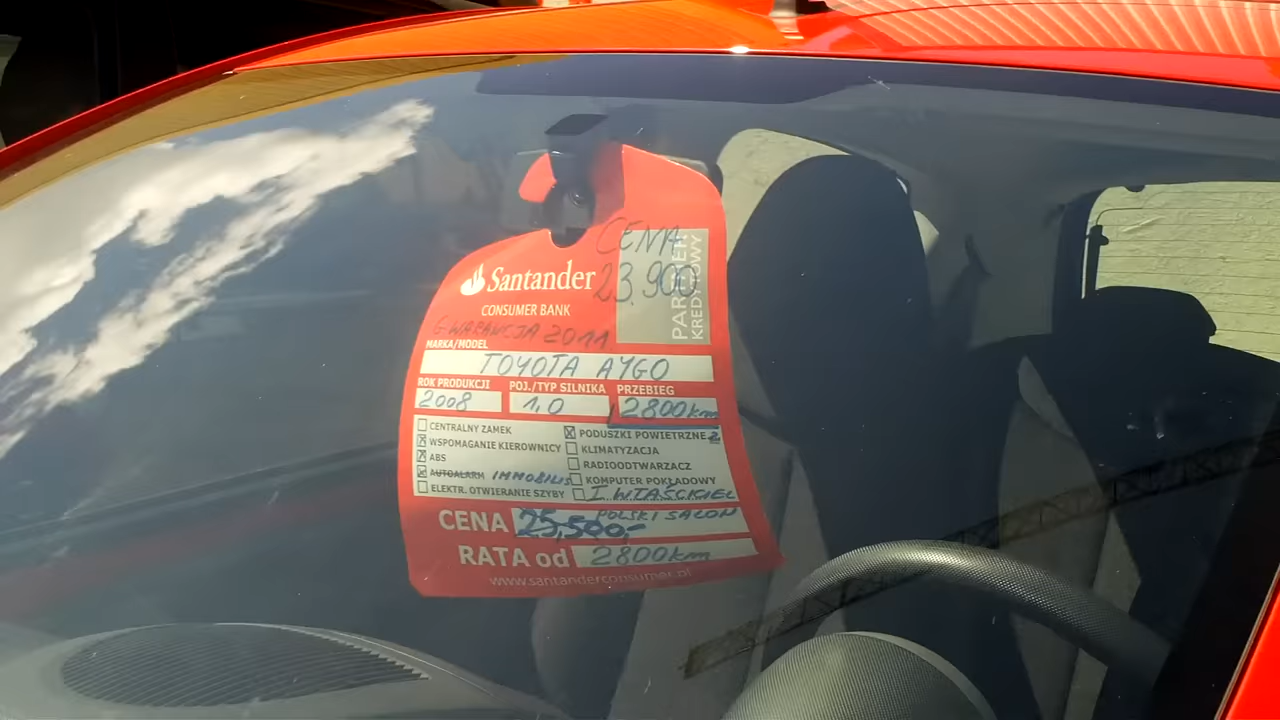 CENA
23.900
Santander
CONSUMER BANK
PARTNER
KREDYTOWY
GWARANCJA 2011
MARKA/MODEL
TOYOTA AYGO
ROK PRODUKCJI POJ./TYP SILNIKA PRZEBIEG
2008 1,0 2800km
CENTRALNY ZAMEK
WSPOMAGANIE KIEROWNICY
ABS
AUTOALARM IMMOBILIS
ELEKTR. OTWIERANIE SZYBY
PODUSZKI POWIETRZNE 2
KLIMATYZACJA
RADIOODTWARZACZ
KOMPUTER POKŁADOWY
I WŁAŚCICIEL
POLSKI SALON
CENA 25,500,-
RATA od 2800km
www.santanderconsumer.pl